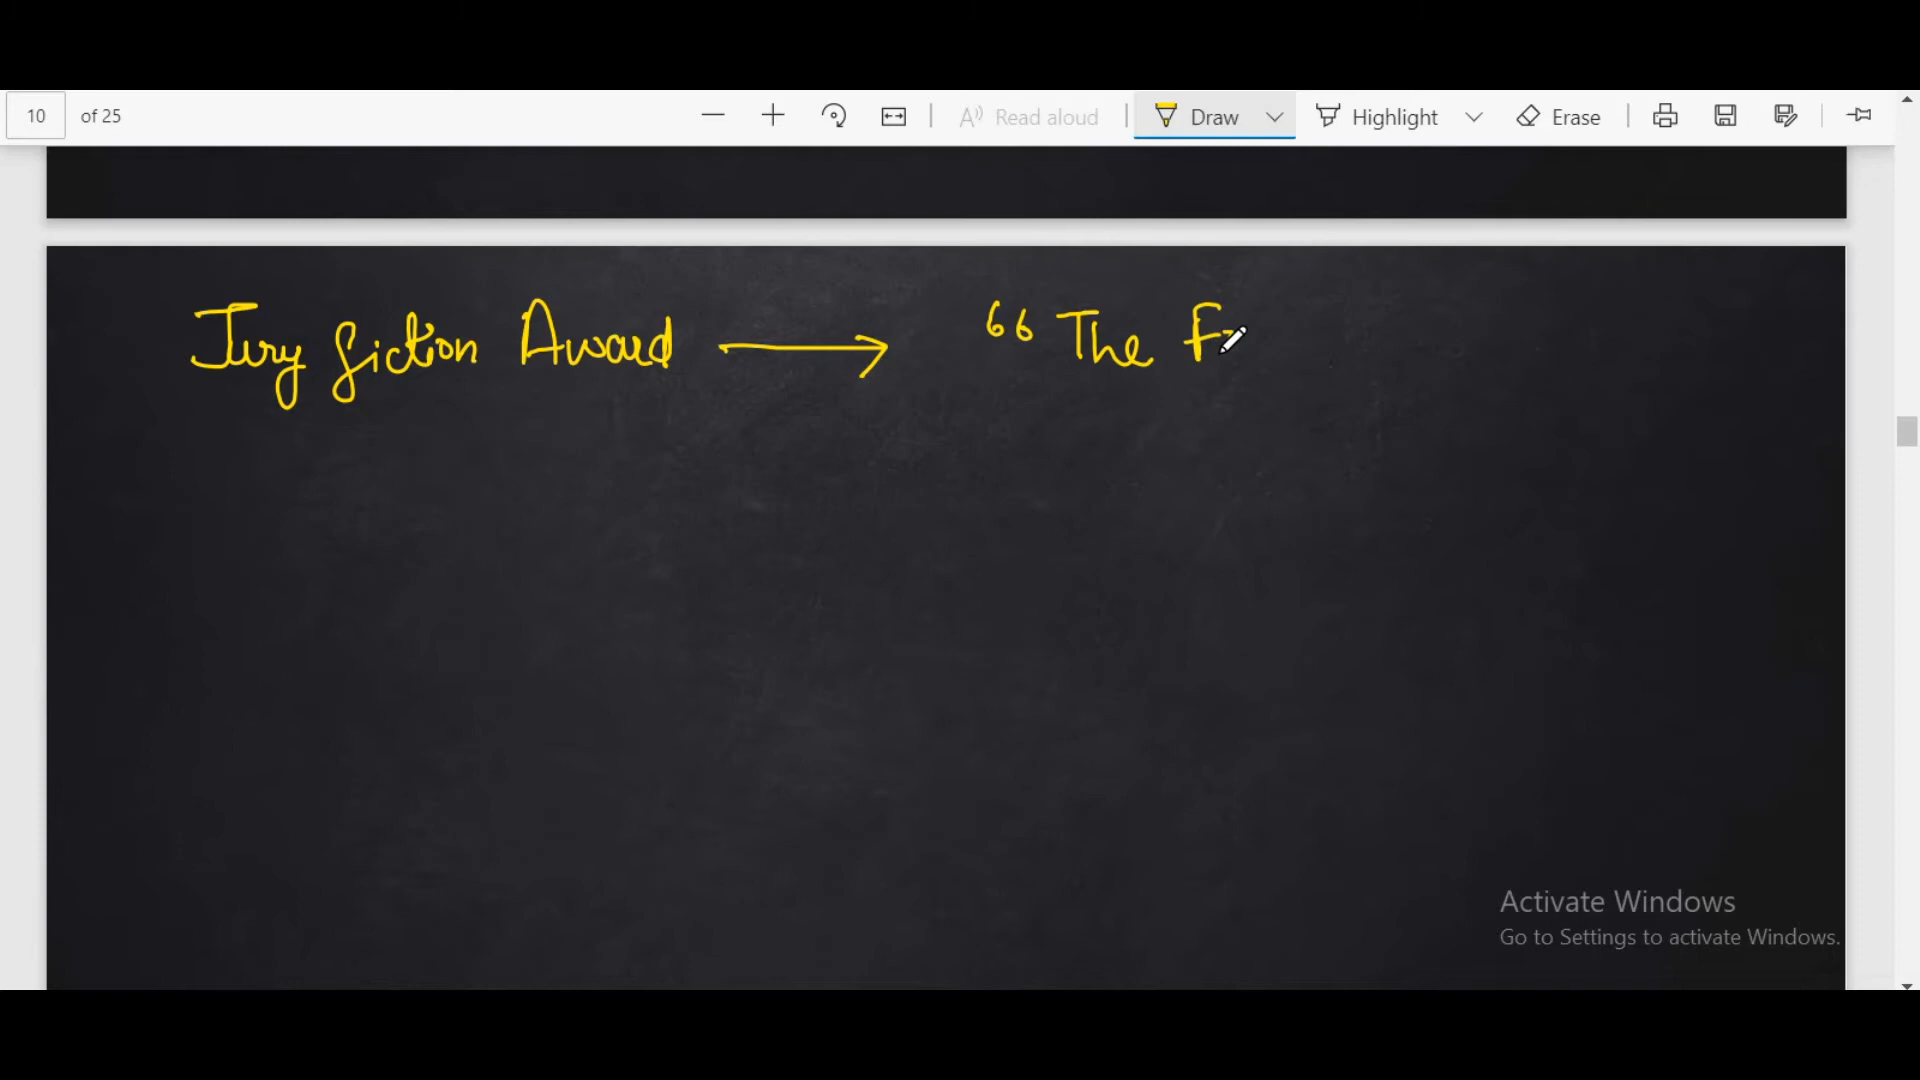 10 of 25 Read aloud Draw Highlight Erase
Jury fiction Award → “ The F
Activate Windows
Go to Settings to activate Windows.